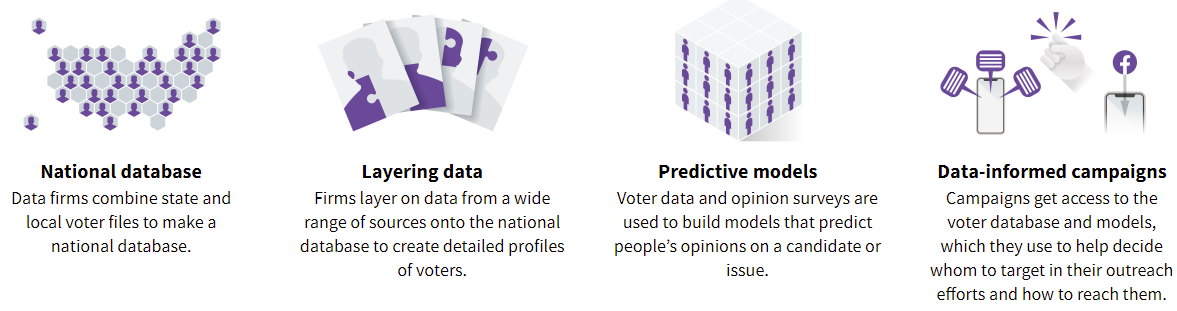 National database
Data firms combine state and
local voter files to make a
national database.
Layering data
Firms layer on data from a wide
range of sources onto the national
database to create detailed profiles
of voters.
Predictive models
Voter data and opinion surveys are
used to build models that predict
people’s opinions on a candidate or
issue.
Data-informed campaigns
Campaigns get access to the
voter database and models,
which they use to help decide
whom to target in their outreach
efforts and how to reach them.